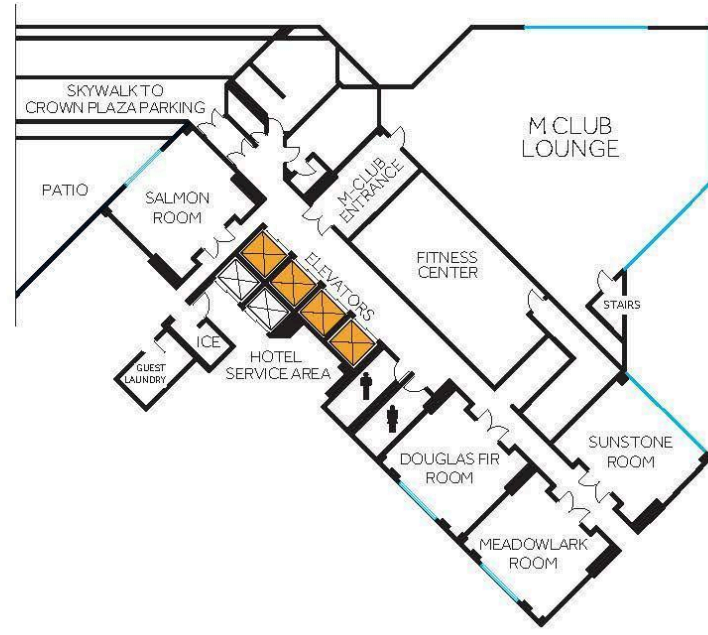 SKYWALK TO
CROWN PLAZA PARKING
M CLUB
LOUNGE
PATIO
SALMON
ROOM
M-CLUB
ENTRANCE
FITNESS
CENTER
ELEVATORS
STAIRS
ICE
GUEST
LAUNDRY
HOTEL
SERVICE AREA
SUNSTONE
ROOM
DOUGLAS FIR
ROOM
MEADOWLARK
ROOM